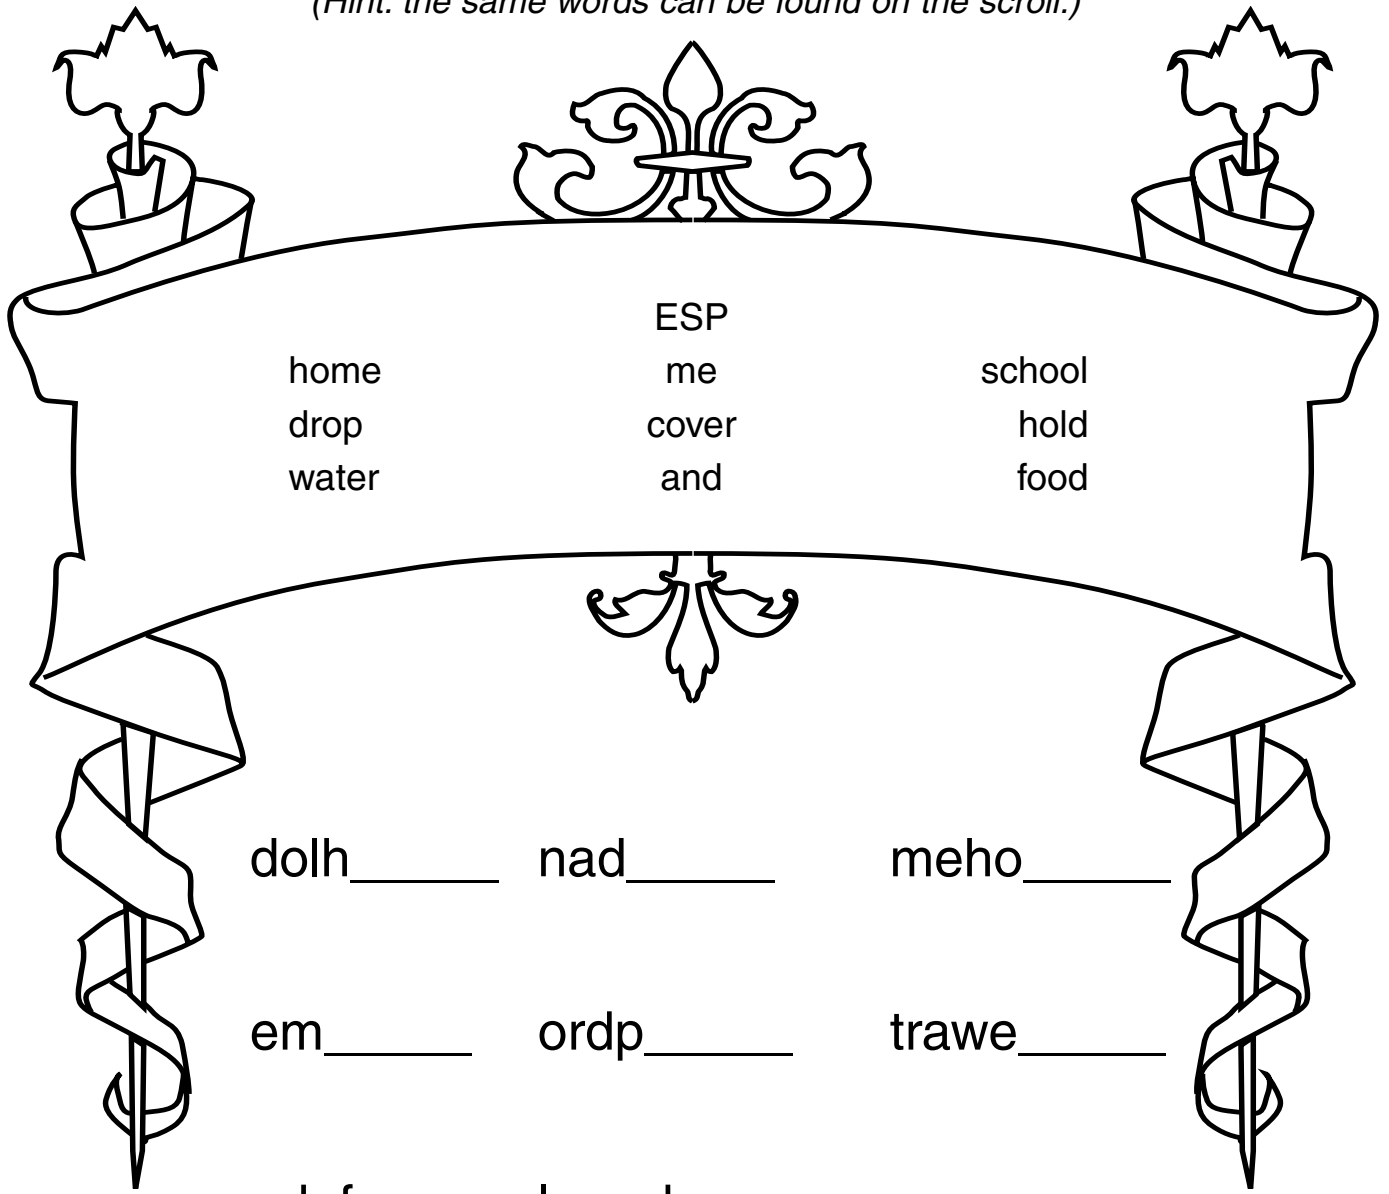 (Hint: the same words can be found on the scroll.)
ESP
home me school
drop cover hold
water and food
dolh_____ nad_____ meho_____
em_____ ordp_____ trawe_____